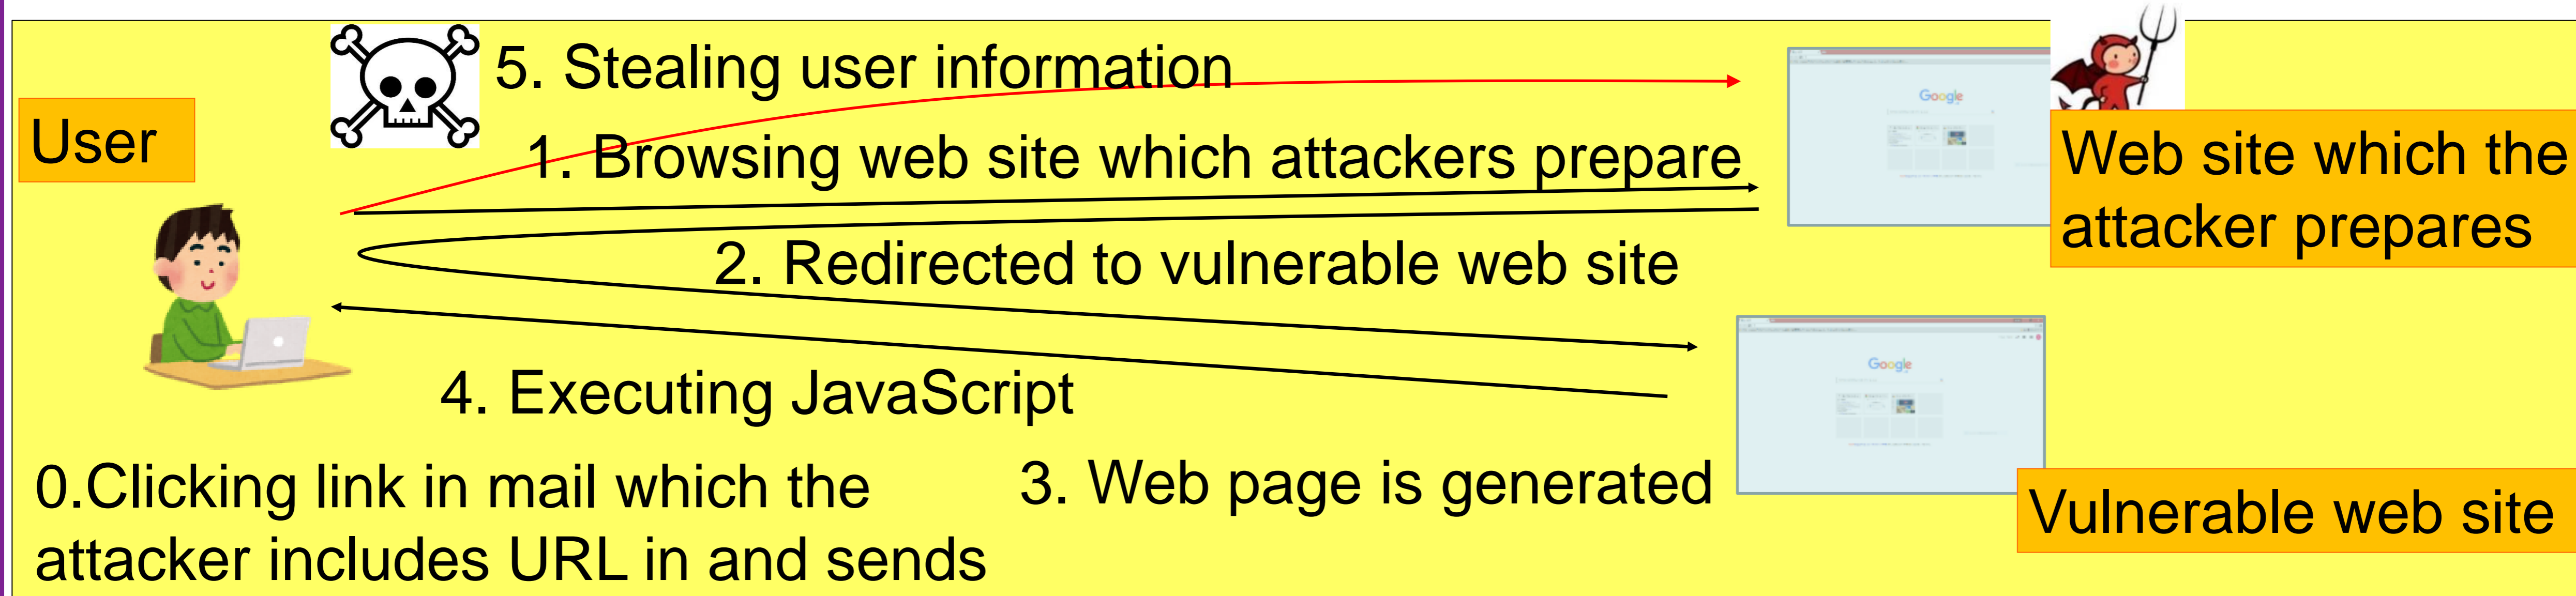 5. Stealing user information
User
1. Browsing web site which attackers prepare
Google
Web site which the
attacker prepares
2. Redirected to vulnerable web site
Google
4. Executing JavaScript
0.Clicking link in mail which the
attacker includes URL in and sends
3. Web page is generated
Vulnerable web site